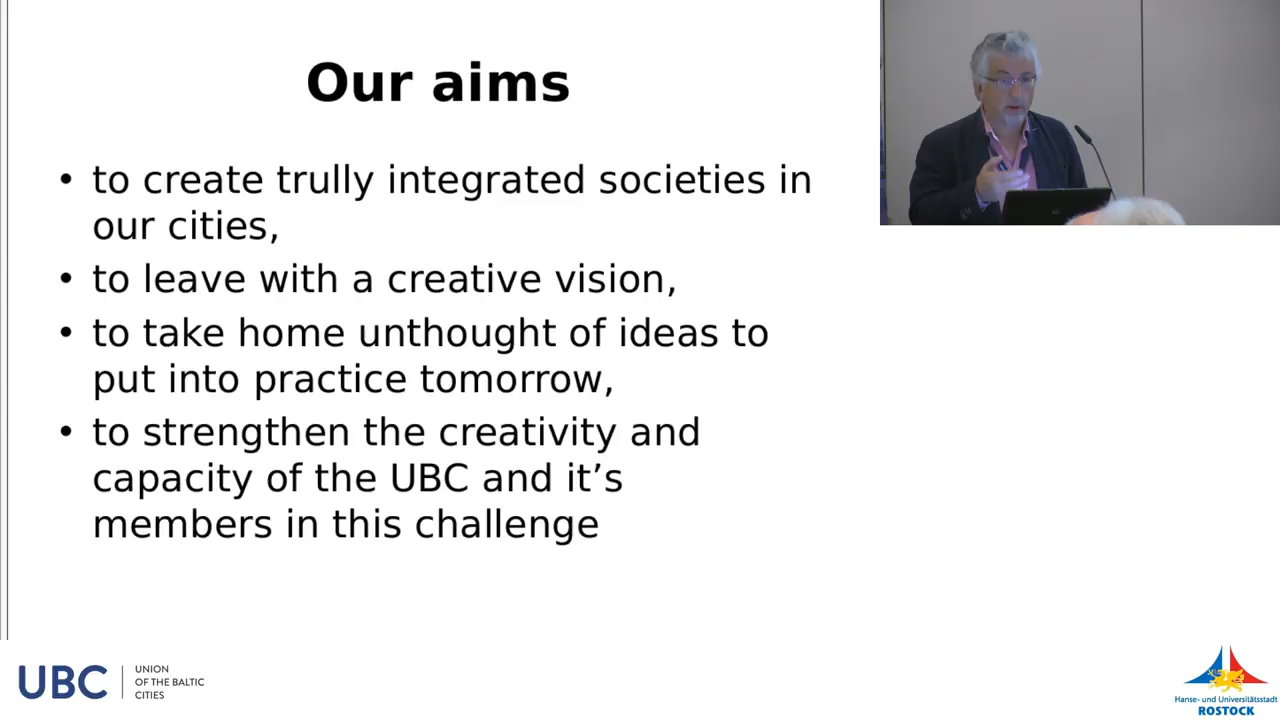 Our aims
• to create trully integrated societies in
our cities,
• to leave with a creative vision,
• to take home unthought of ideas to
put into practice tomorrow,
• to strengthen the creativity and
capacity of the UBC and it’s
members in this challenge
UBC
UNION
OF THE BALTIC
CITIES
Hanse- und Universitätsstadt
ROSTOCK